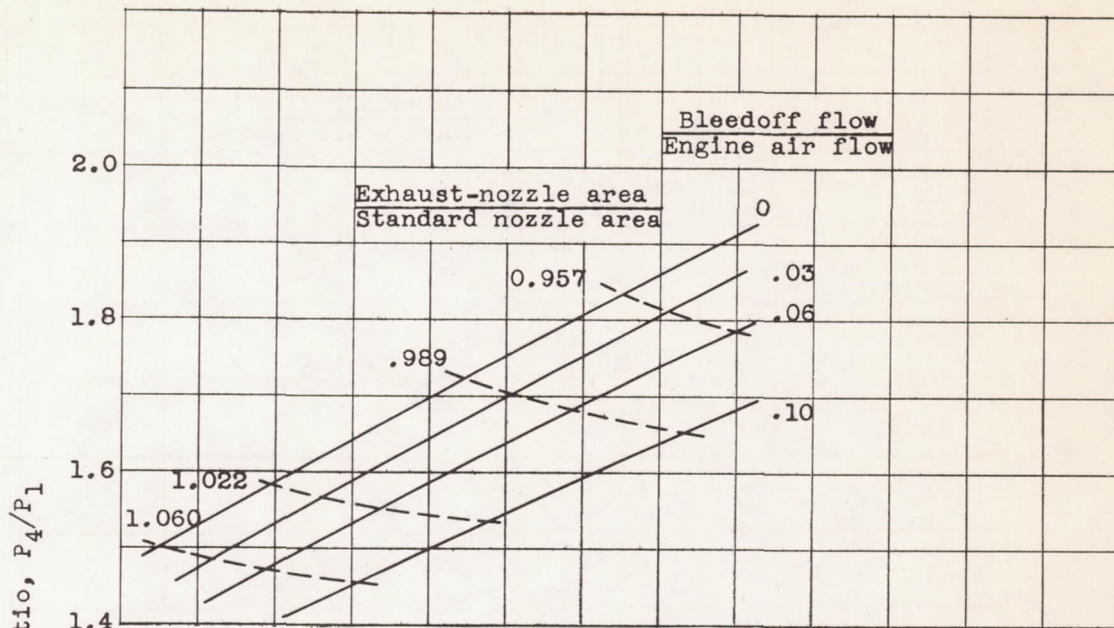 Bleedoff flow
Engine air flow
2.0
Exhaust-nozzle area
Standard nozzle area
0
0.957
.03
.06
1.8
.989
.10
1.6
1.022
1.060
tio, P4/P1
1.4